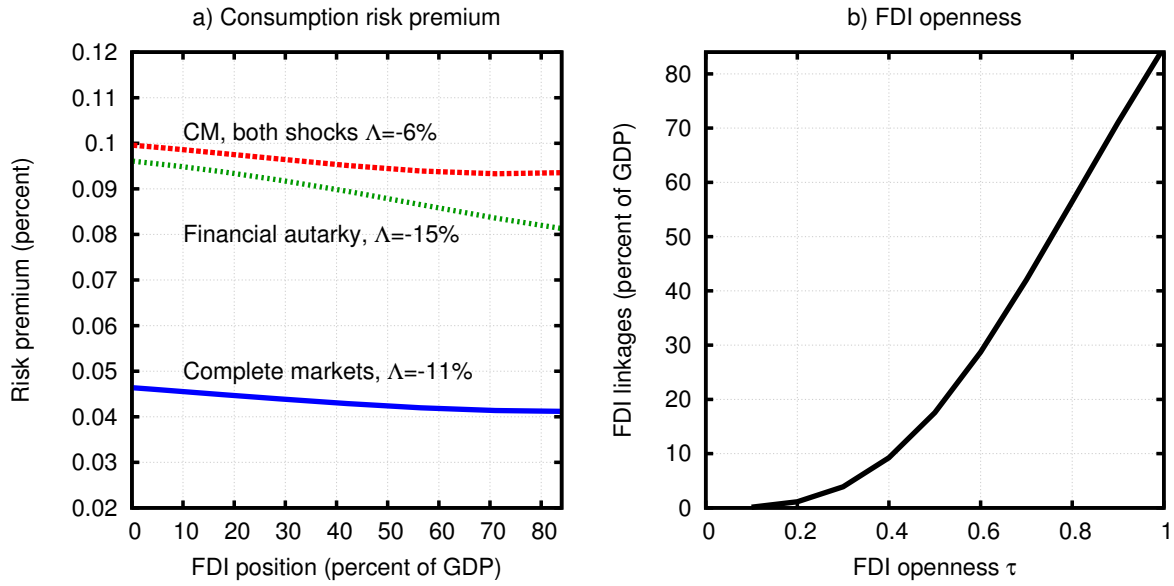 a) Consumption risk premium
0.12
0.11
0.1
0.09
0.08
0.07
0.06
0.05
0.04
0.03
0.02
Risk premium (percent)
CM, both shocks Λ=-6%
Financial autarky, Λ=-15%
Complete markets, Λ=-11%
0 10 20 30 40 50 60 70 80
FDI position (percent of GDP)
b) FDI openness
80
70
60
50
40
30
20
10
0
FDI linkages (percent of GDP)
0 0.2 0.4 0.6 0.8 1
FDI openness τ